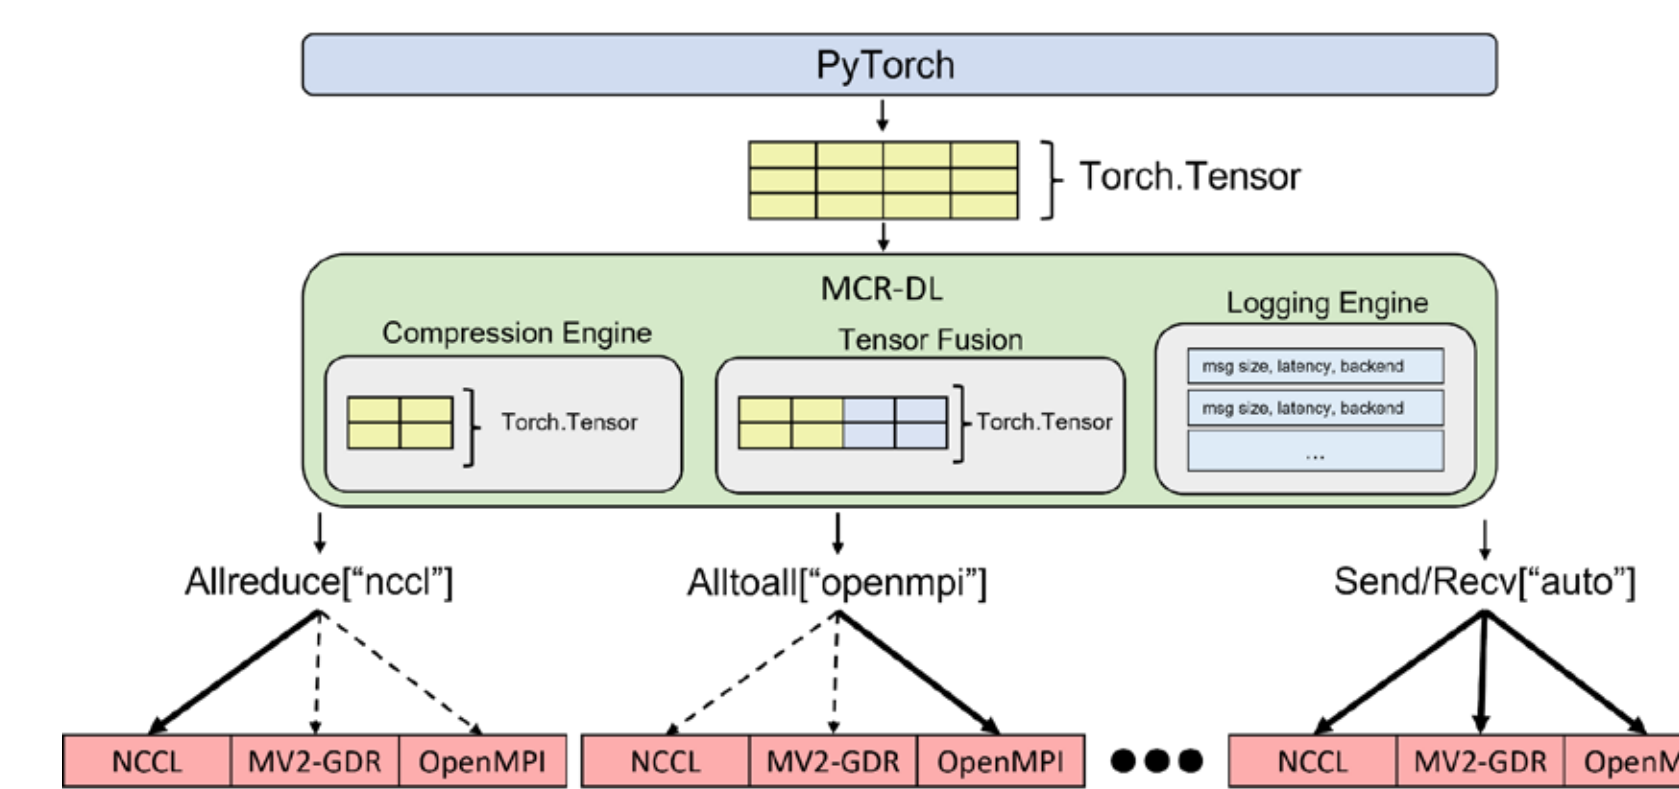 PyTorch
Torch.Tensor
MCR-DL
Compression Engine
Tensor Fusion
Logging Engine
Torch.Tensor
Torch.Tensor
msg size, latency, backend
msg size, latency, backend
...
Allreduce[“nccl”]
Alltoall[“openmpi”]
Send/Recv[“auto”]
NCCL MV2-GDR OpenMPI
NCCL MV2-GDR OpenMPI
NCCL MV2-GDR